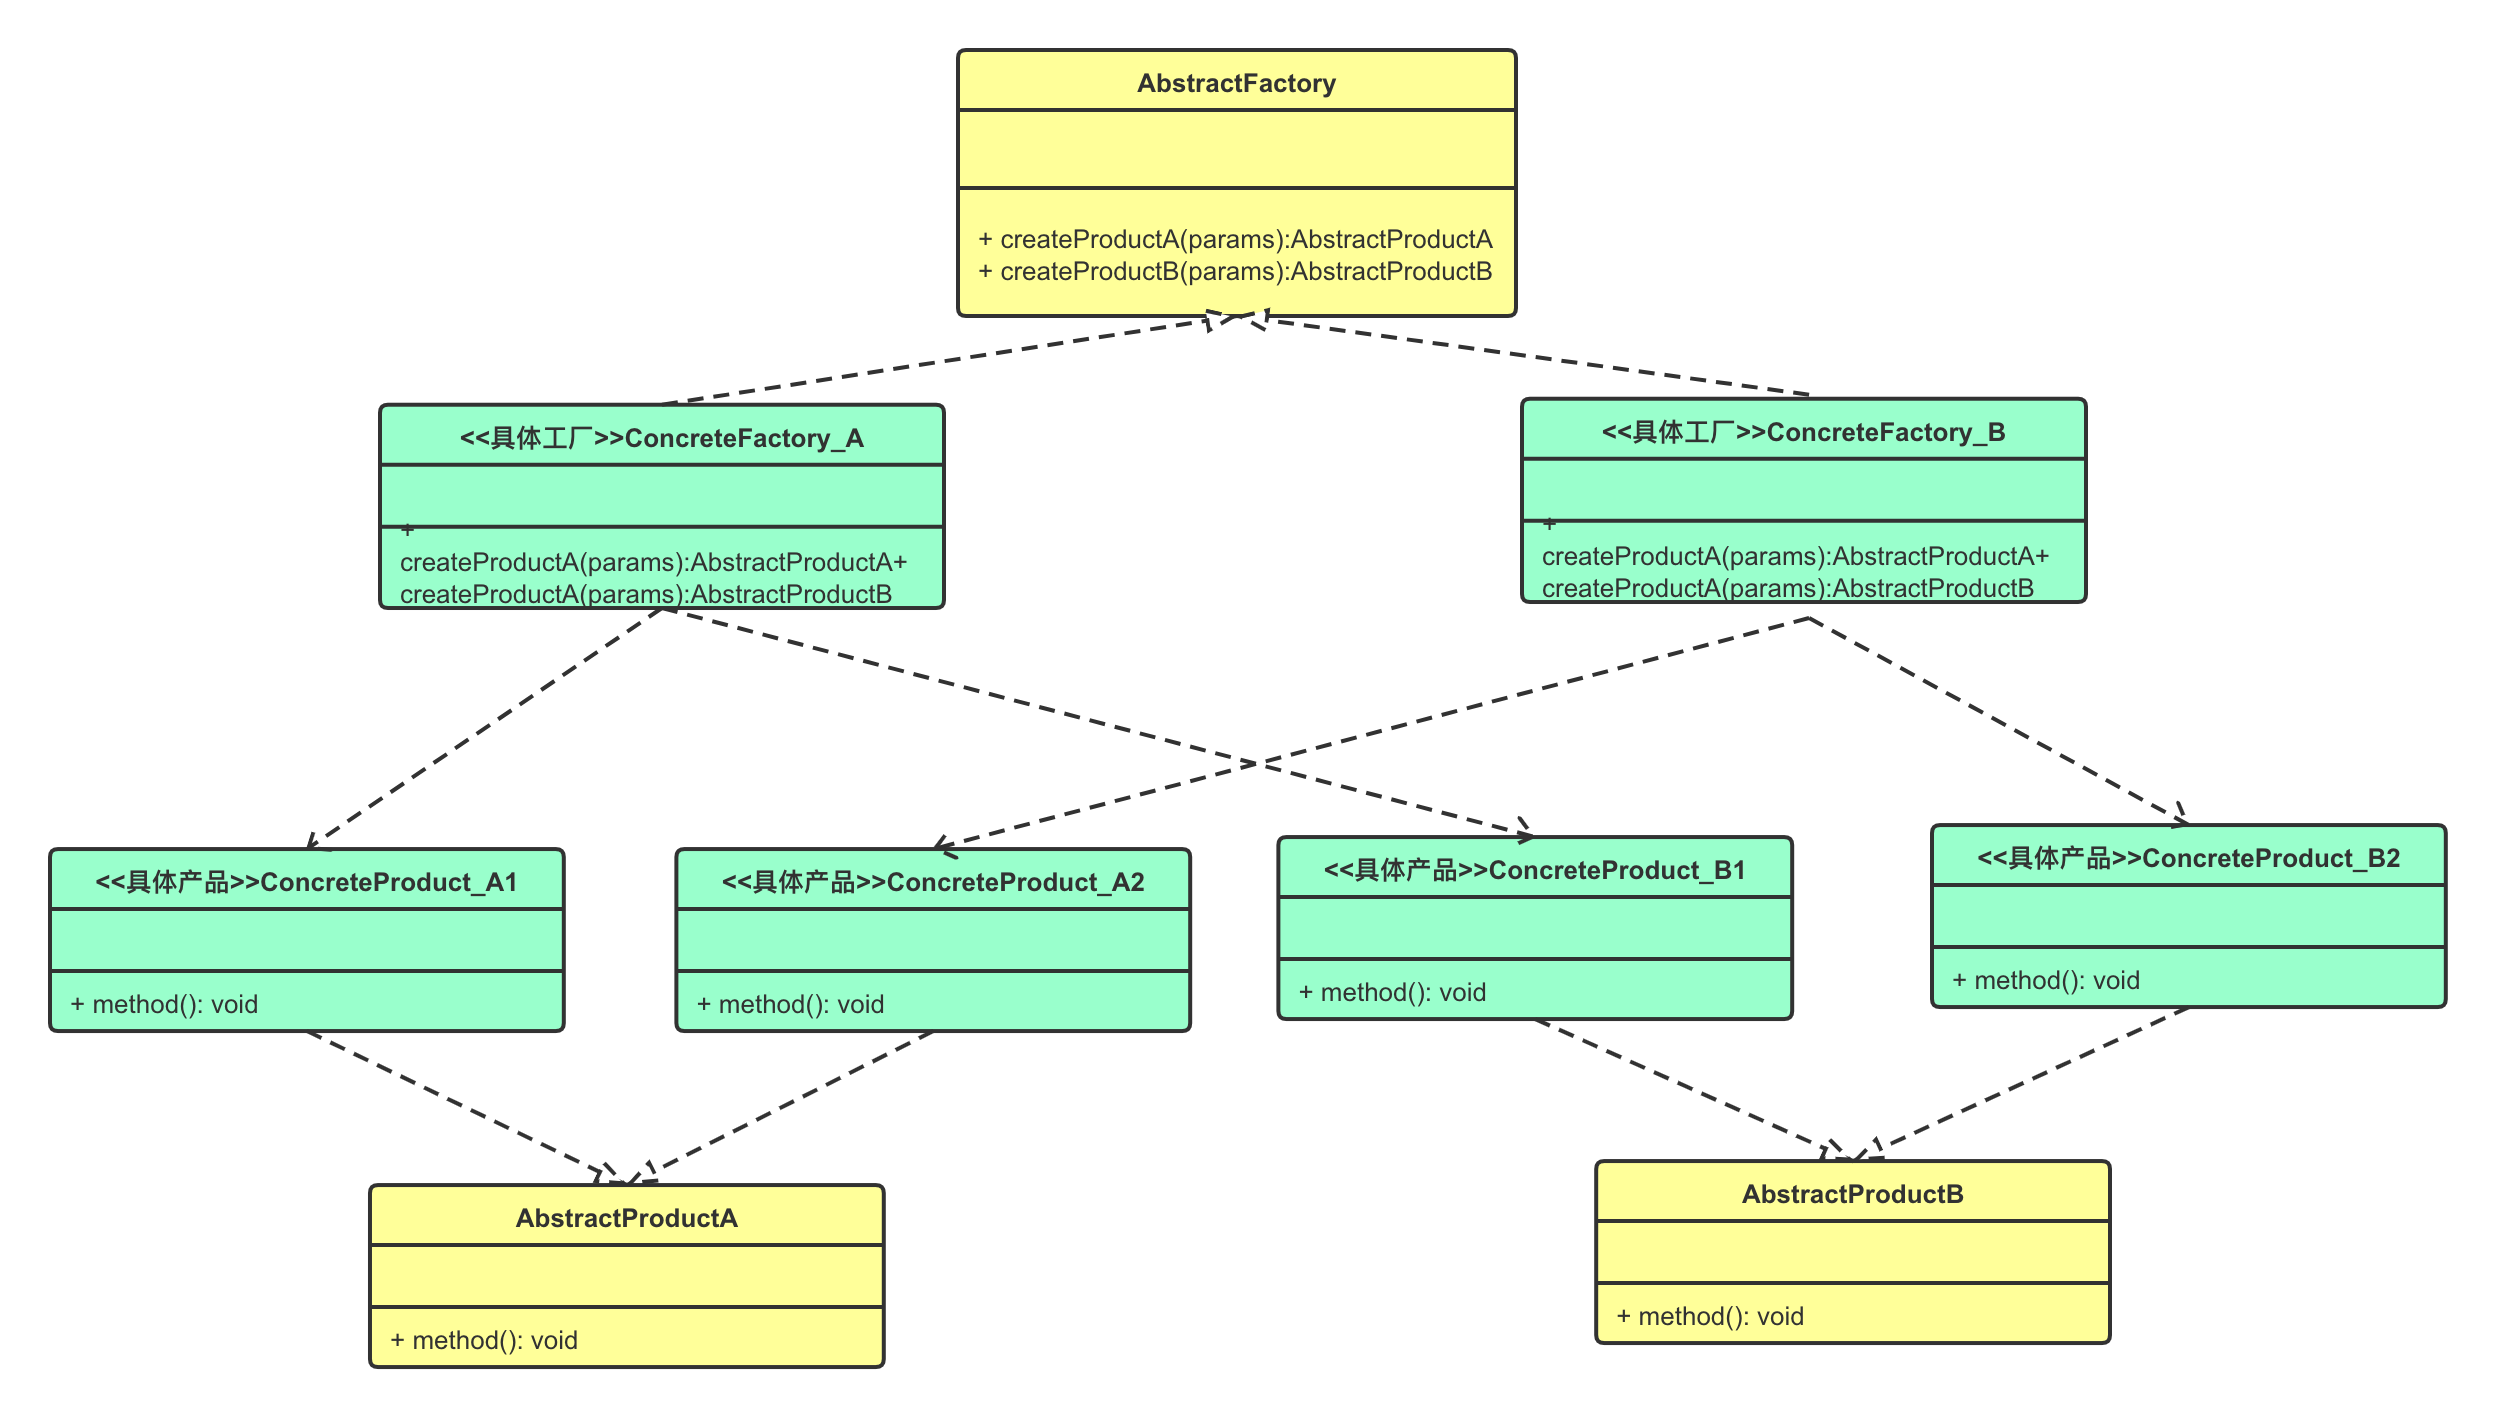 AbstractFactory
+ createProductA(params):AbstractProductA
+ createProductB(params):AbstractProductB
<<具体工厂>>ConcreteFactory_A
+
createProductA(params):AbstractProductA+
createProductA(params):AbstractProductB
<<具体工厂>>ConcreteFactory_B
+
createProductA(params):AbstractProductA+
createProductA(params):AbstractProductB
<<具体产品>>ConcreteProduct_A1
+ method(): void
<<具体产品>>ConcreteProduct_A2
+ method(): void
<<具体产品>>ConcreteProduct_B1
+ method(): void
<<具体产品>>ConcreteProduct_B2
+ method(): void
AbstractProductA
+ method(): void
AbstractProductB
+ method(): void